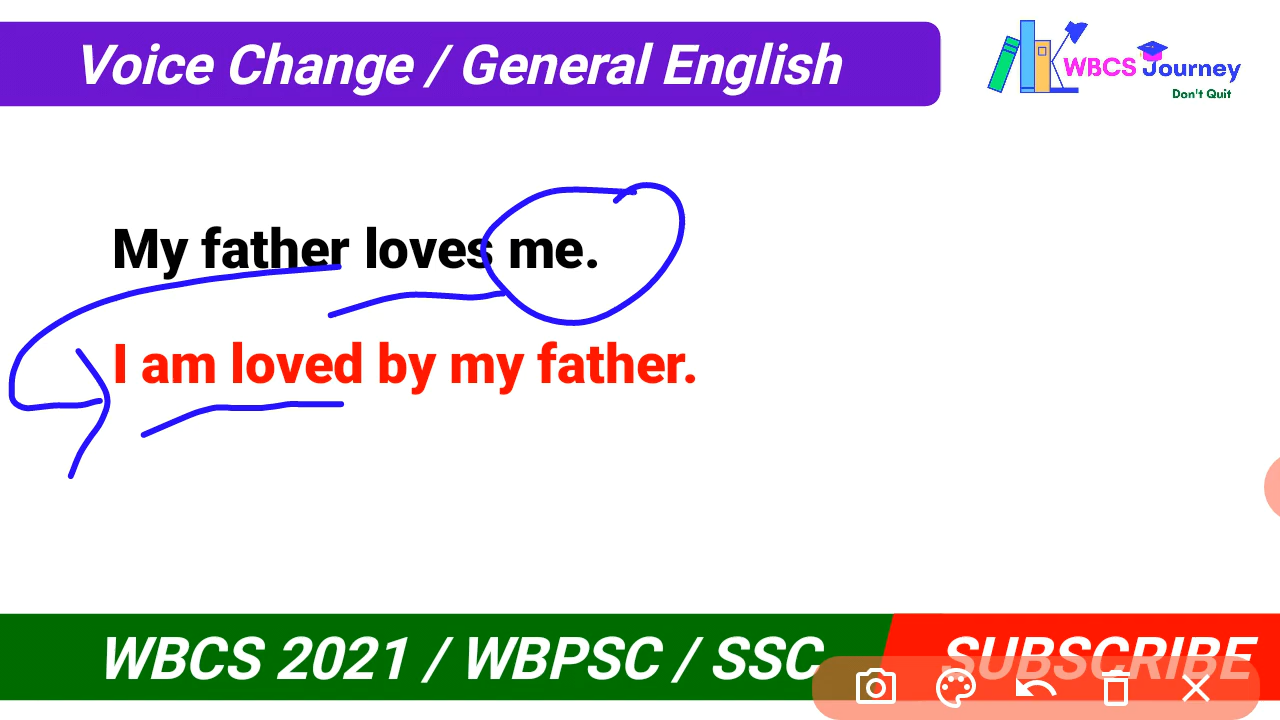 Voice Change / General English
WBCS Journey
Don't Quit
My father loves me.
I am loved by my father.
WBCS 2021 / WBPSC / SSC
SUBSCRIBE